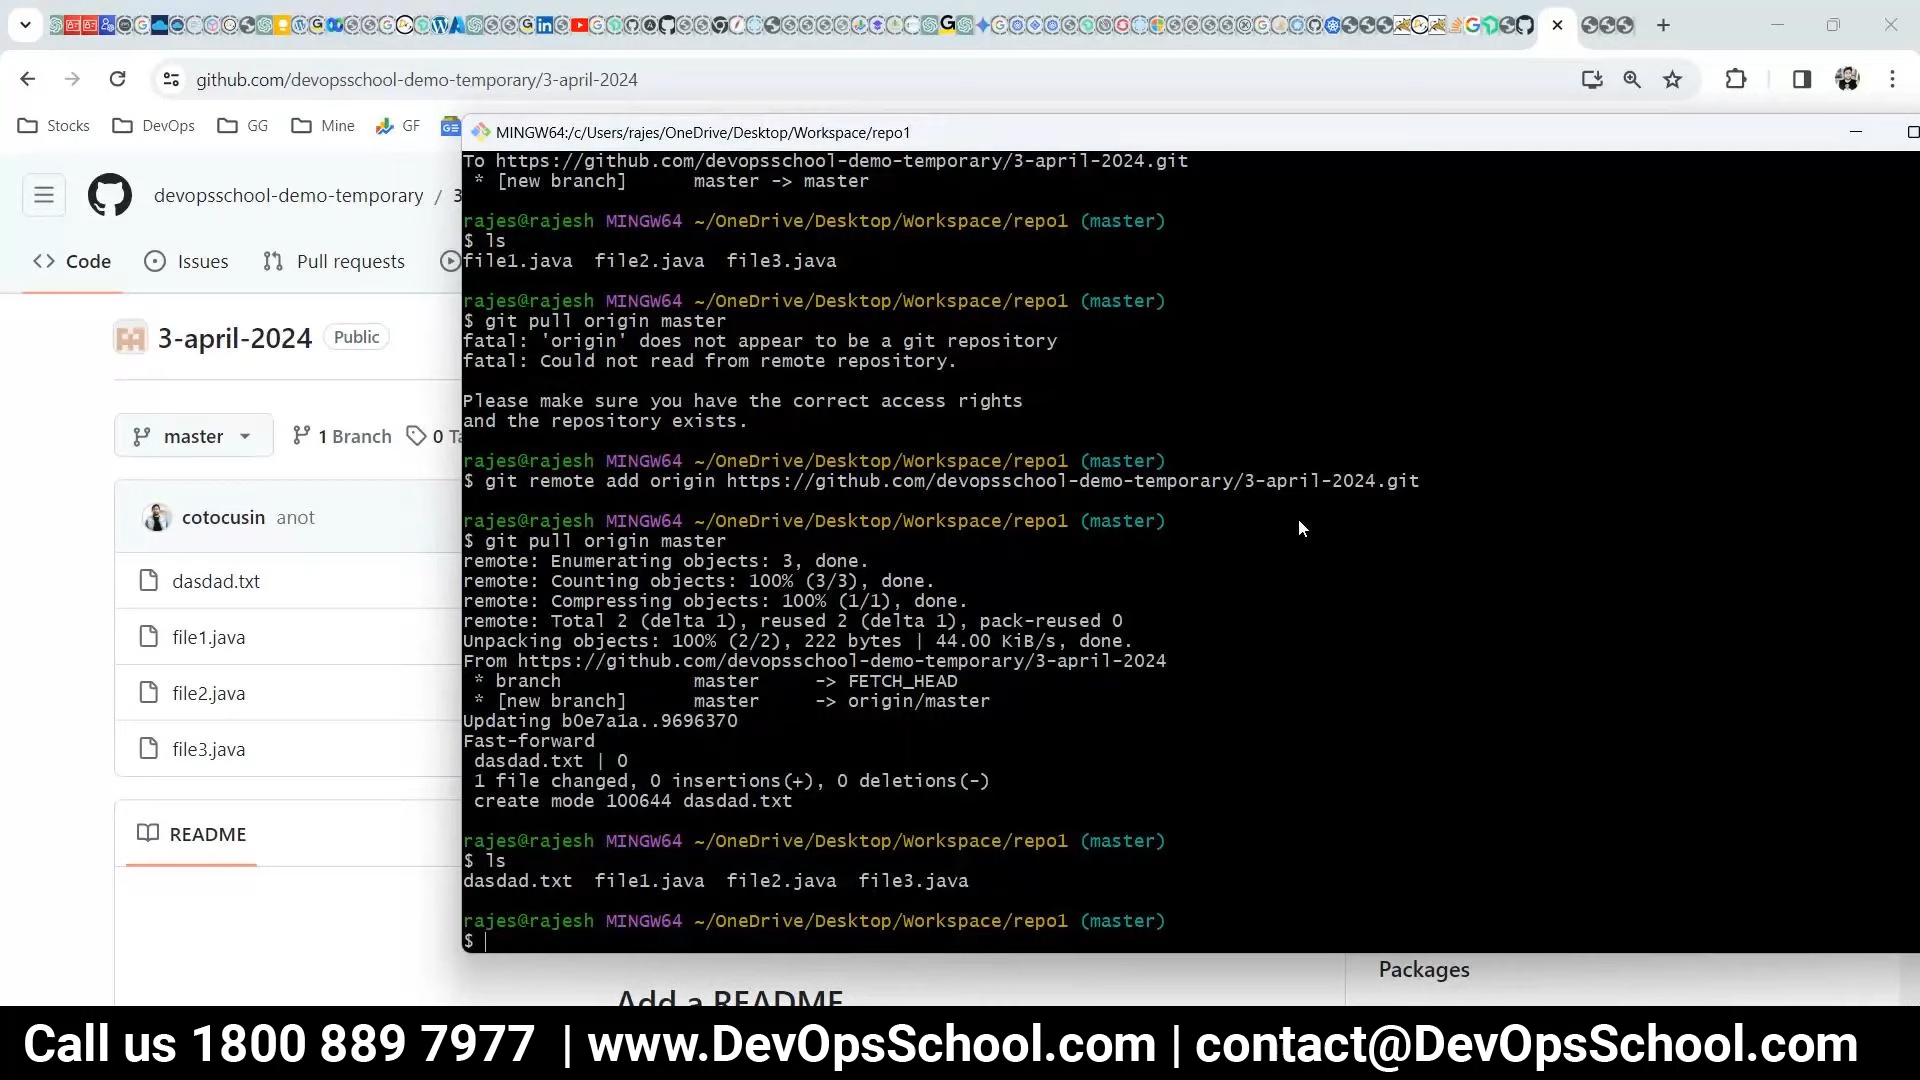 github.com/devopsschool-demo-temporary/3-april-2024
Stocks
DevOps
GG
Mine
GF
MINGW64:/c/Users/rajes/OneDrive/Desktop/Workspace/repo1
devopsschool-demo-temporary / 3
Code
Issues
Pull requests
3-april-2024
Public
master
1 Branch
0 Ta
cotocusin anot
dasdad.txt
file1.java
file2.java
file3.java
README
To https://github.com/devopsschool-demo-temporary/3-april-2024.git
* [new branch] master -> master
rajes@rajesh MINGW64 ~/OneDrive/Desktop/Workspace/repo1 (master)
$ ls
file1.java file2.java file3.java
rajes@rajesh MINGW64 ~/OneDrive/Desktop/Workspace/repo1 (master)
$ git pull origin master
fatal: 'origin' does not appear to be a git repository
fatal: Could not read from remote repository.
Please make sure you have the correct access rights
and the repository exists.
rajes@rajesh MINGW64 ~/OneDrive/Desktop/Workspace/repo1 (master)
$ git remote add origin https://github.com/devopsschool-demo-temporary/3-april-2024.git
rajes@rajesh MINGW64 ~/OneDrive/Desktop/Workspace/repo1 (master)
$ git pull origin master
remote: Enumerating objects: 3, done.
remote: Counting objects: 100% (3/3), done.
remote: Compressing objects: 100% (1/1), done.
remote: Total 2 (delta 1), reused 2 (delta 1), pack-reused 0
Unpacking objects: 100% (2/2), 222 bytes | 44.00 KiB/s, done.
From https://github.com/devopsschool-demo-temporary/3-april-2024
* branch master -> FETCH_HEAD
* [new branch] master -> origin/master
Updating b0e7a1a..9696370
Fast-forward
dasdad.txt | 0
1 file changed, 0 insertions(+), 0 deletions(-)
create mode 100644 dasdad.txt
rajes@rajesh MINGW64 ~/OneDrive/Desktop/Workspace/repo1 (master)
$ ls
dasdad.txt file1.java file2.java file3.java
rajes@rajesh MINGW64 ~/OneDrive/Desktop/Workspace/repo1 (master)
$
Packages
Add a README
Call us 1800 889 7977 | www.DevOpsSchool.com | contact@DevOpsSchool.com